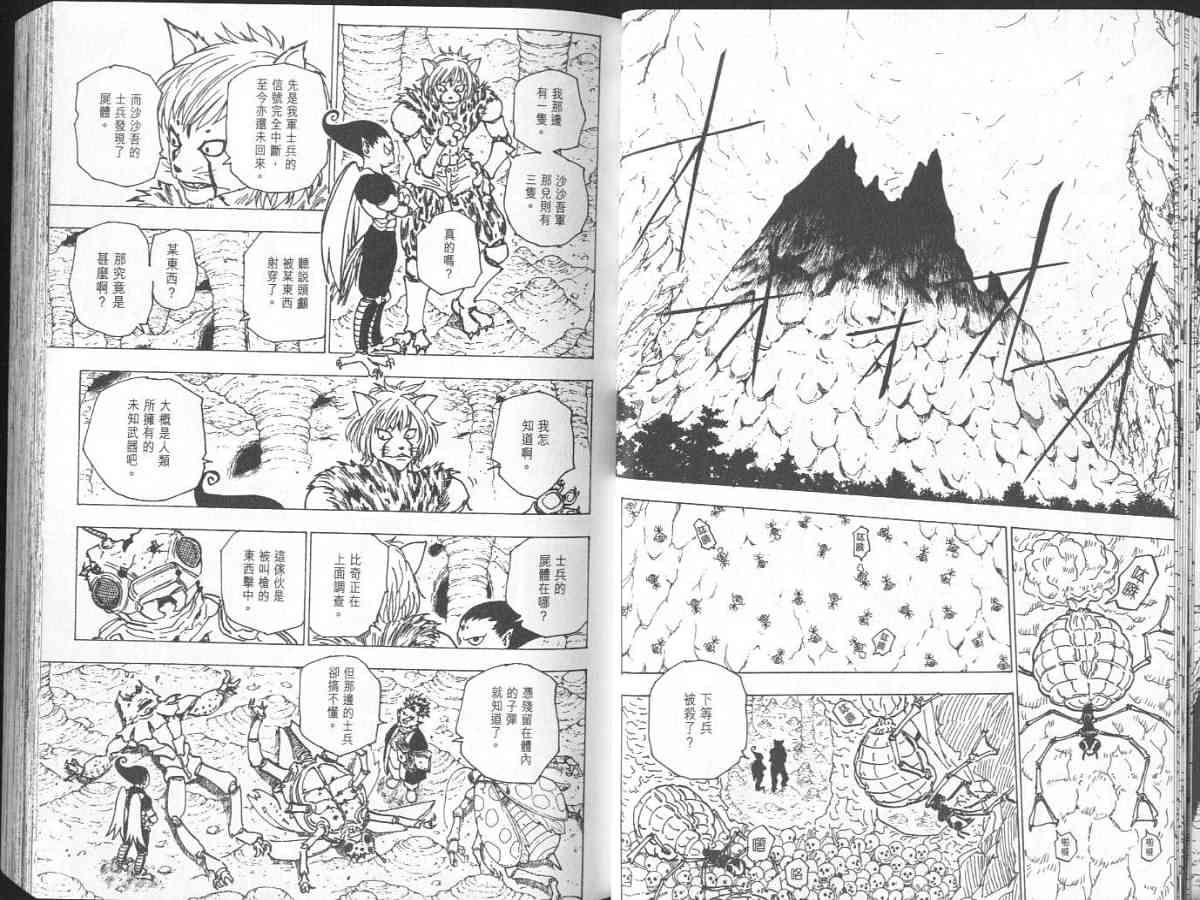 下等兵
被殺了？
我那邊
有一隻。
沙沙吾軍
那兒則有
三隻。
真的嗎？
先是我軍士兵的
信號完全中斷，
至今亦還未回來。
而沙沙吾的
士兵發現了
屍體。
聽說頭顱
被某東西
射穿了。
某東西？
那究竟是
甚麼啊？
我怎
知道啊。
大概是人類
所擁有的
未知武器吧。
士兵的
屍體在哪？
比奇正在
上面調查。
這傢伙是
被叫槍的
東西擊中。
憑殘留在體內
的子彈
就知道了。
但那邊的士兵
卻搞不懂。